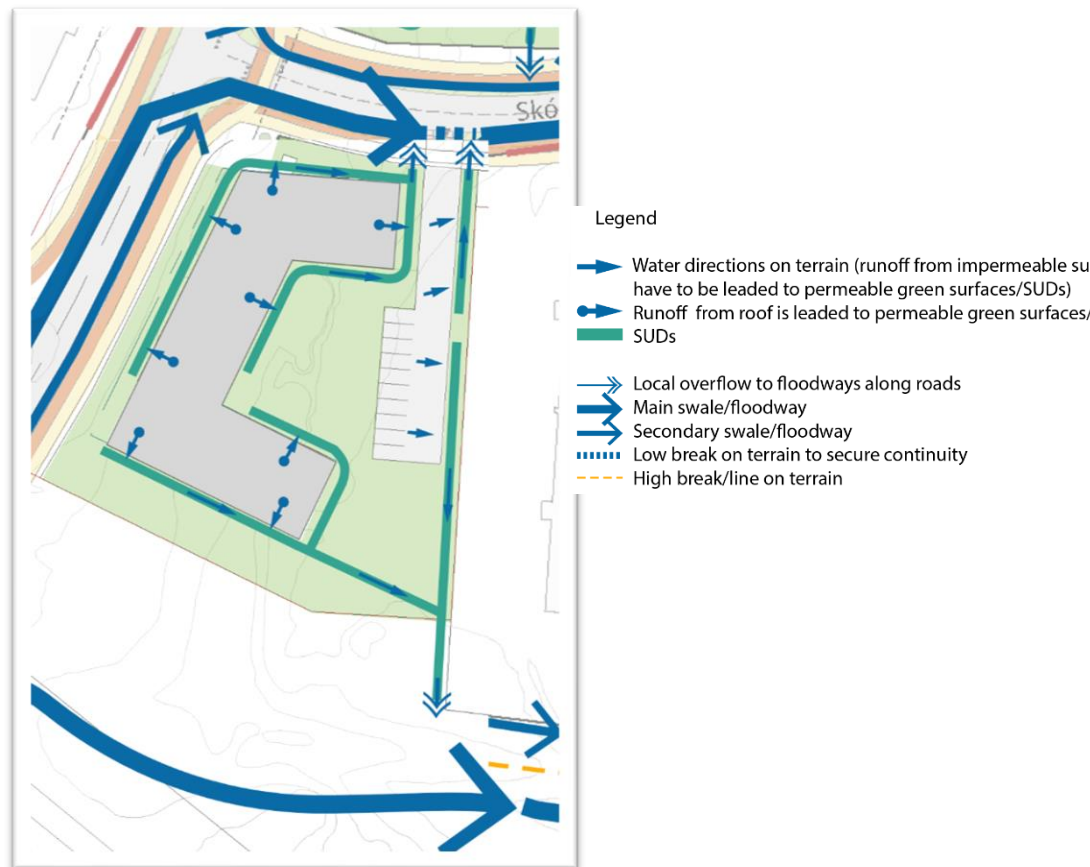 Skó
Legend
Water directions on terrain (runoff from impermeable su
have to be leaded to permeable green surfaces/SUDs)
Runoff from roof is leaded to permeable green surfaces/
SUDs
Local overflow to floodways along roads
Main swale/floodway
Secondary swale/floodway
Low break on terrain to secure continuity
High break/line on terrain